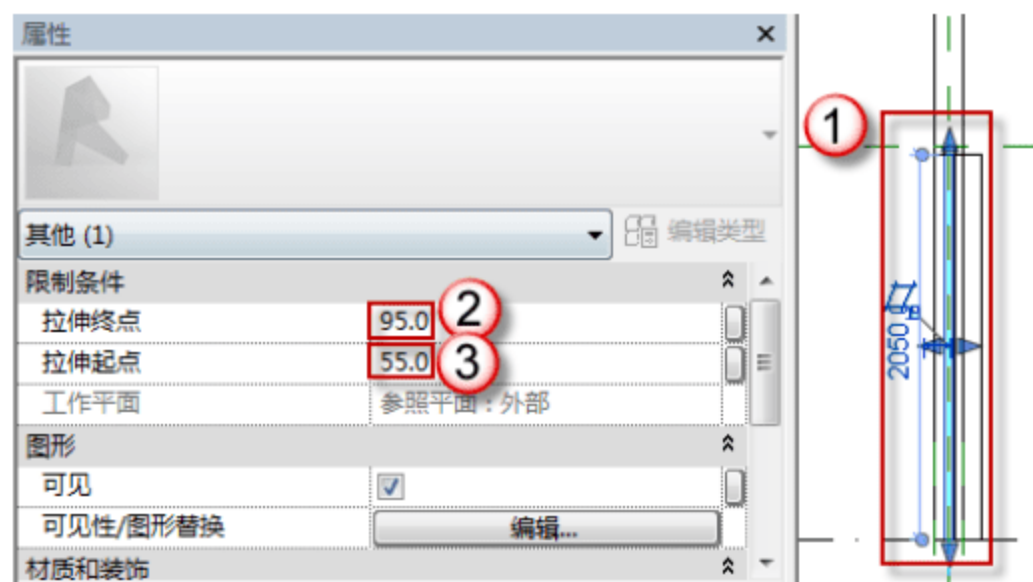 属性
其他 (1)
编辑类型
限制条件
拉伸终点 95.0 2
拉伸起点 55.0 3
工作平面 参照平面 : 外部
图形
可见
可见性/图形替换 编辑...
材质和装饰
1
2050